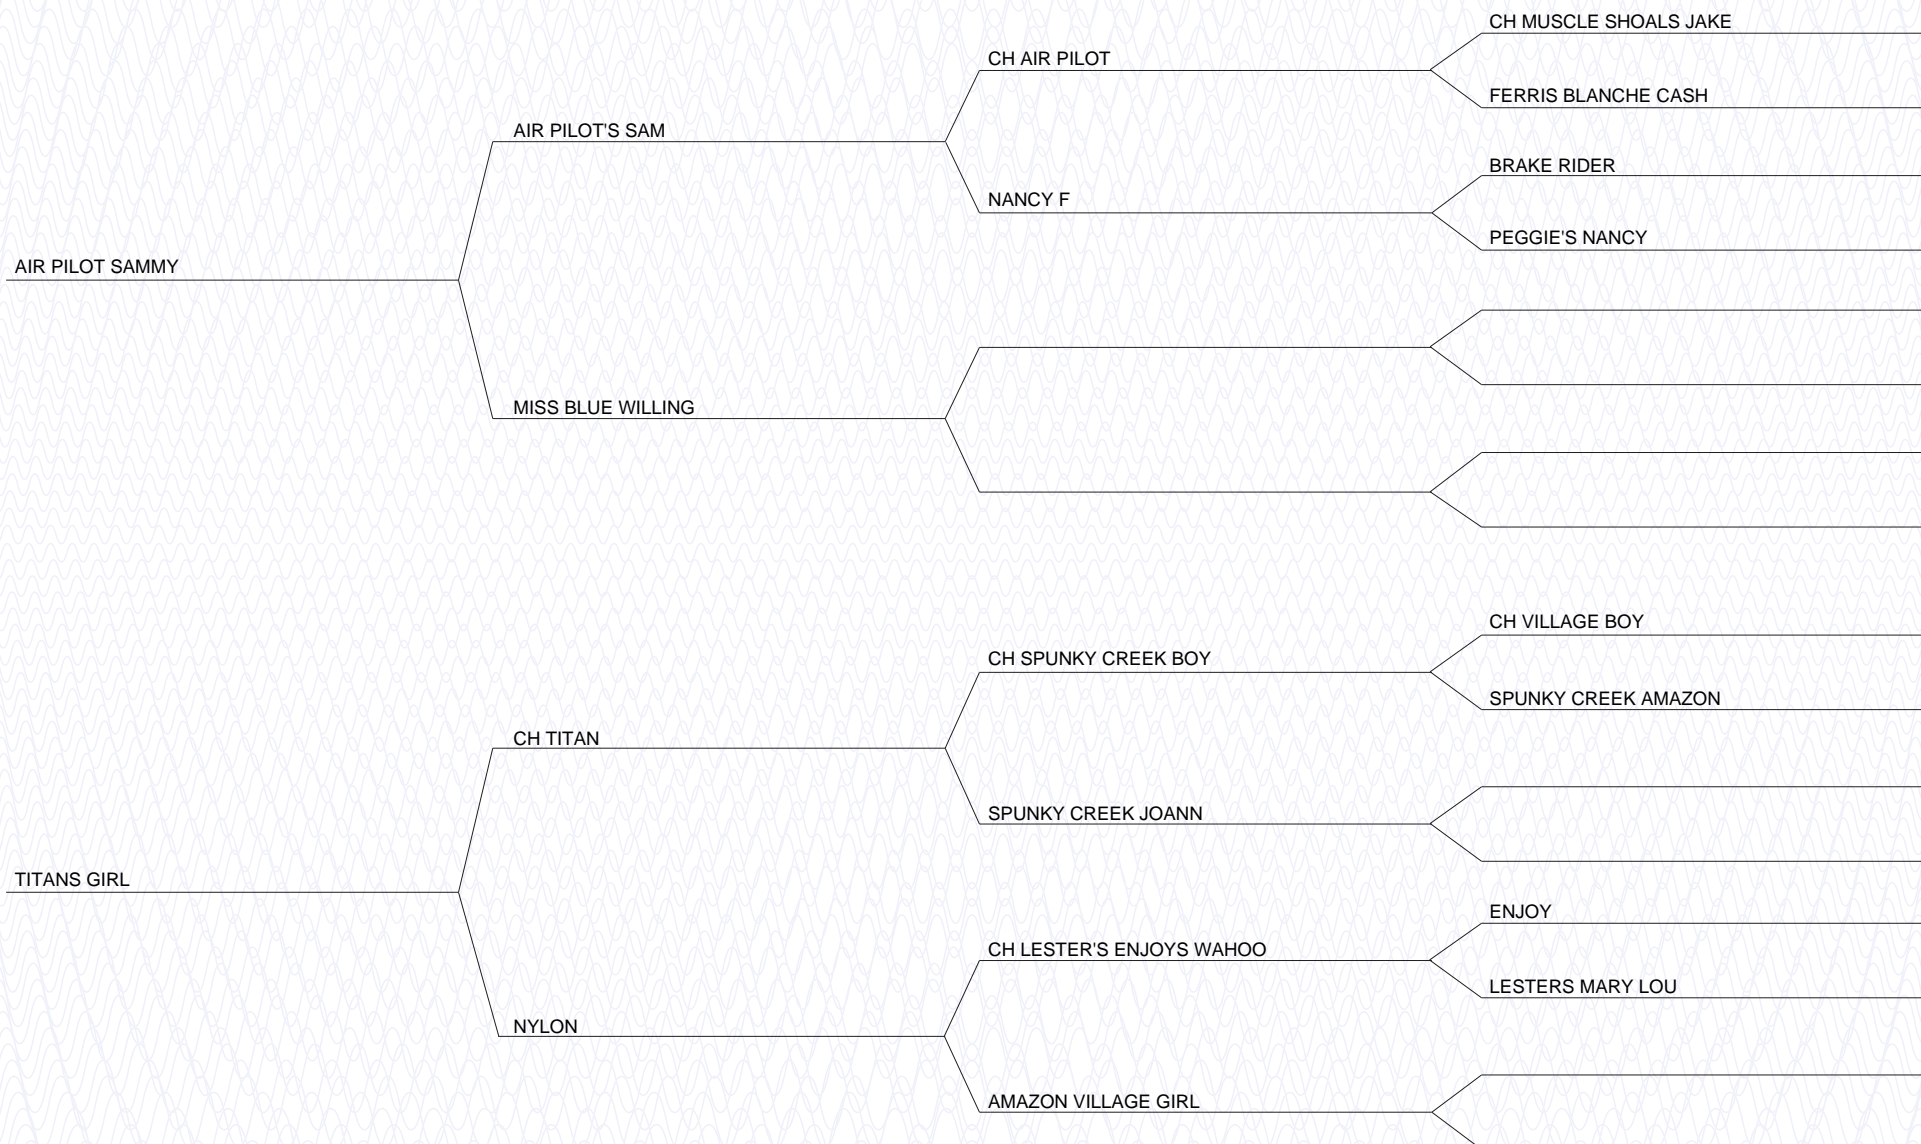 CH MUSCLE SHOALS JAKE
CH AIR PILOT
FERRIS BLANCHE CASH
AIR PILOT'S SAM
BRAKE RIDER
NANCY F
PEGGIE'S NANCY
AIR PILOT SAMMY
MISS BLUE WILLING
CH VILLAGE BOY
CH SPUNKY CREEK BOY
SPUNKY CREEK AMAZON
CH TITAN
SPUNKY CREEK JOANN
TITANS GIRL
ENJOY
CH LESTER'S ENJOYS WAHOO
LESTERS MARY LOU
NYLON
AMAZON VILLAGE GIRL